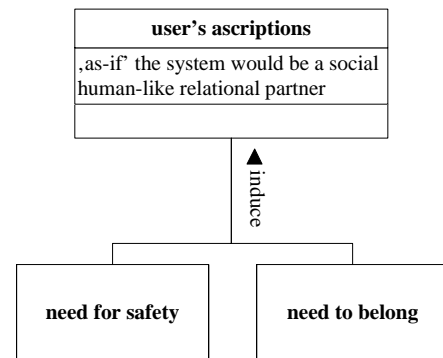 user's ascriptions
‚as-if’ the system would be a social
human-like relational partner
induce
need for safety
need to belong